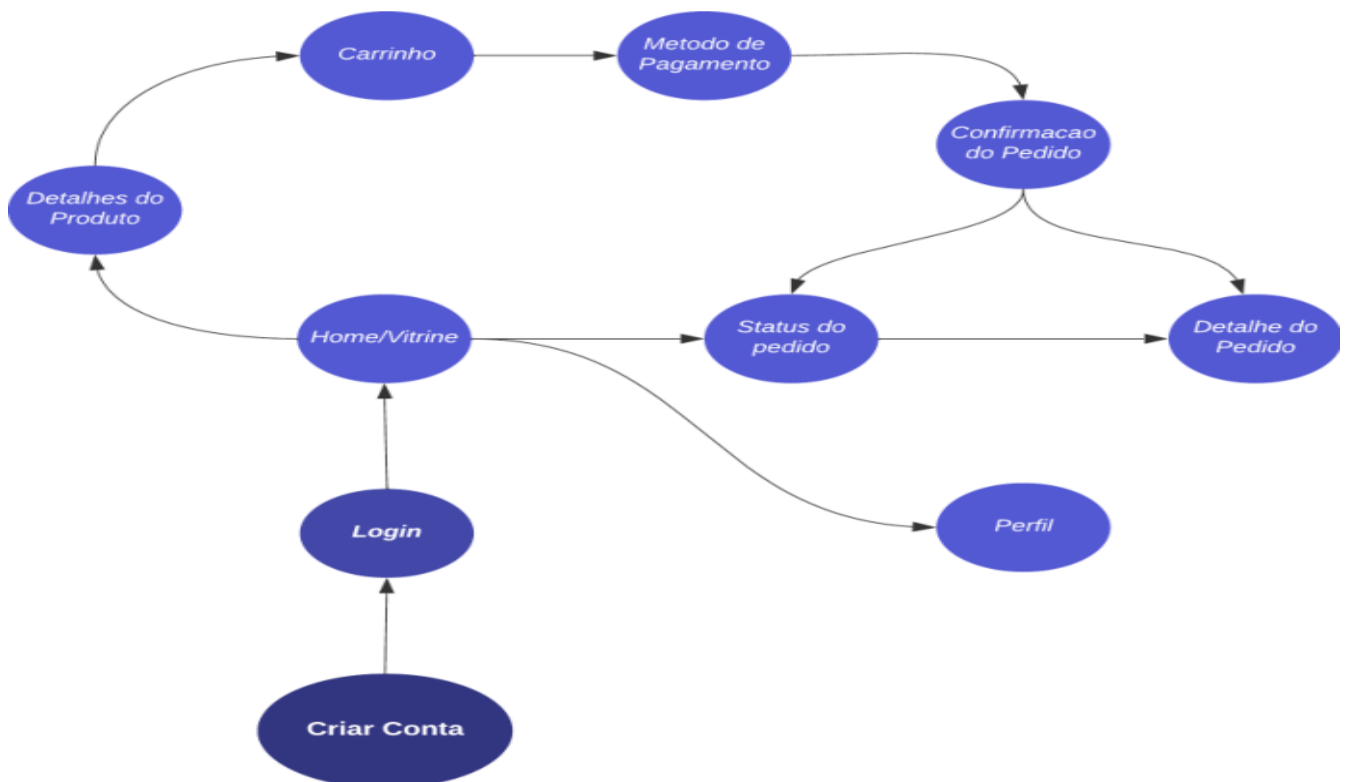 Carrinho
Metodo de
Pagamento
Confirmacao
do Pedido
Detalhes do
Produto
Home/Vitrine
Status do
pedido
Detalhe do
Pedido
Login
Perfil
Criar Conta